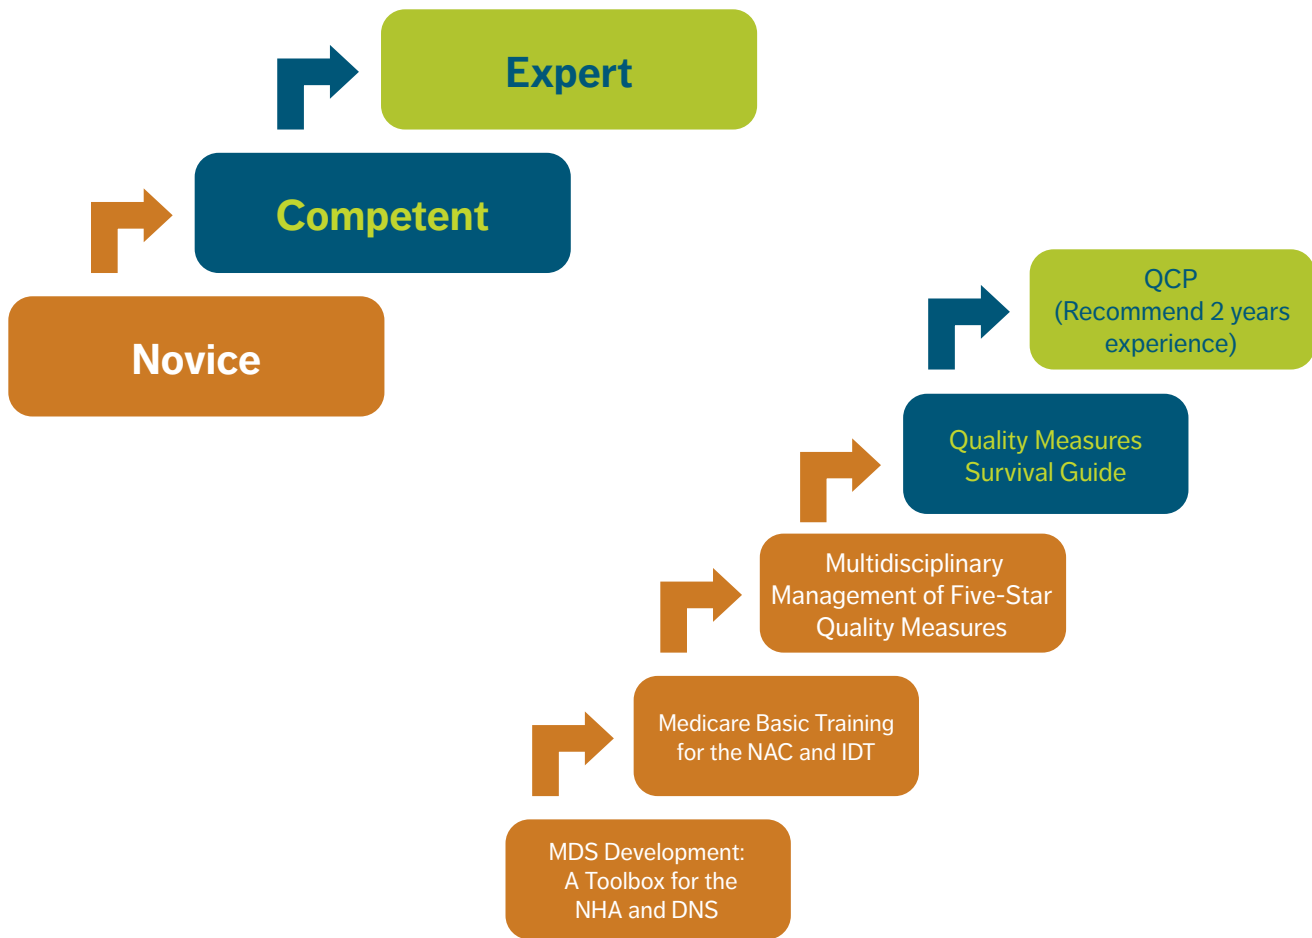 Expert
Competent
Novice
QCP
(Recommend 2 years
experience)
Quality Measures
Survival Guide
Multidisciplinary
Management of Five-Star
Quality Measures
Medicare Basic Training
for the NAC and IDT
MDS Development:
A Toolbox for the
NHA and DNS